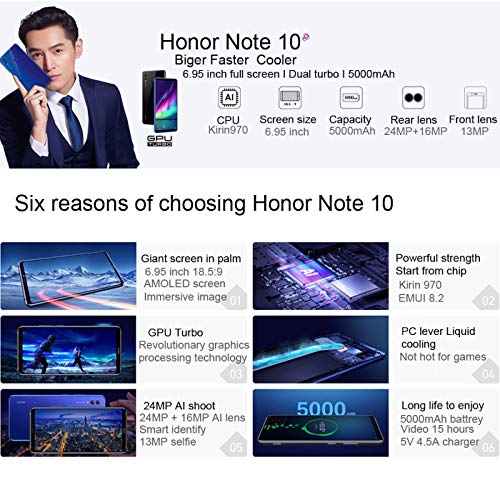 Honor Note 10
Biger Faster Cooler
6.95 inch full screen I Dual turbo I 5000mAh
GPU
TURBO
AI
CPU
Kirin970
18.5 : 9
Screen size
6.95 inch
Capacity
5000mAh
Rear lens
24MP+16MP
Front lens
13MP
Six reasons of choosing Honor Note 10
Giant screen in palm
6.95 inch 18.5:9
AMOLED screen
Immersive image
01
AI
Powerful strength
Start from chip
Kirin 970
EMUI 8.2
02
GPU Turbo
Revolutionary graphics
processing technology
03
PC lever Liquid
cooling
Not hot for games
04
24MP AI shoot
24MP + 16MP AI lens
Smart identify
13MP selfie
05
5000
mAh
Long life to enjoy
5000mAh battrey
Video 15 hours
5V 4.5A charger
06